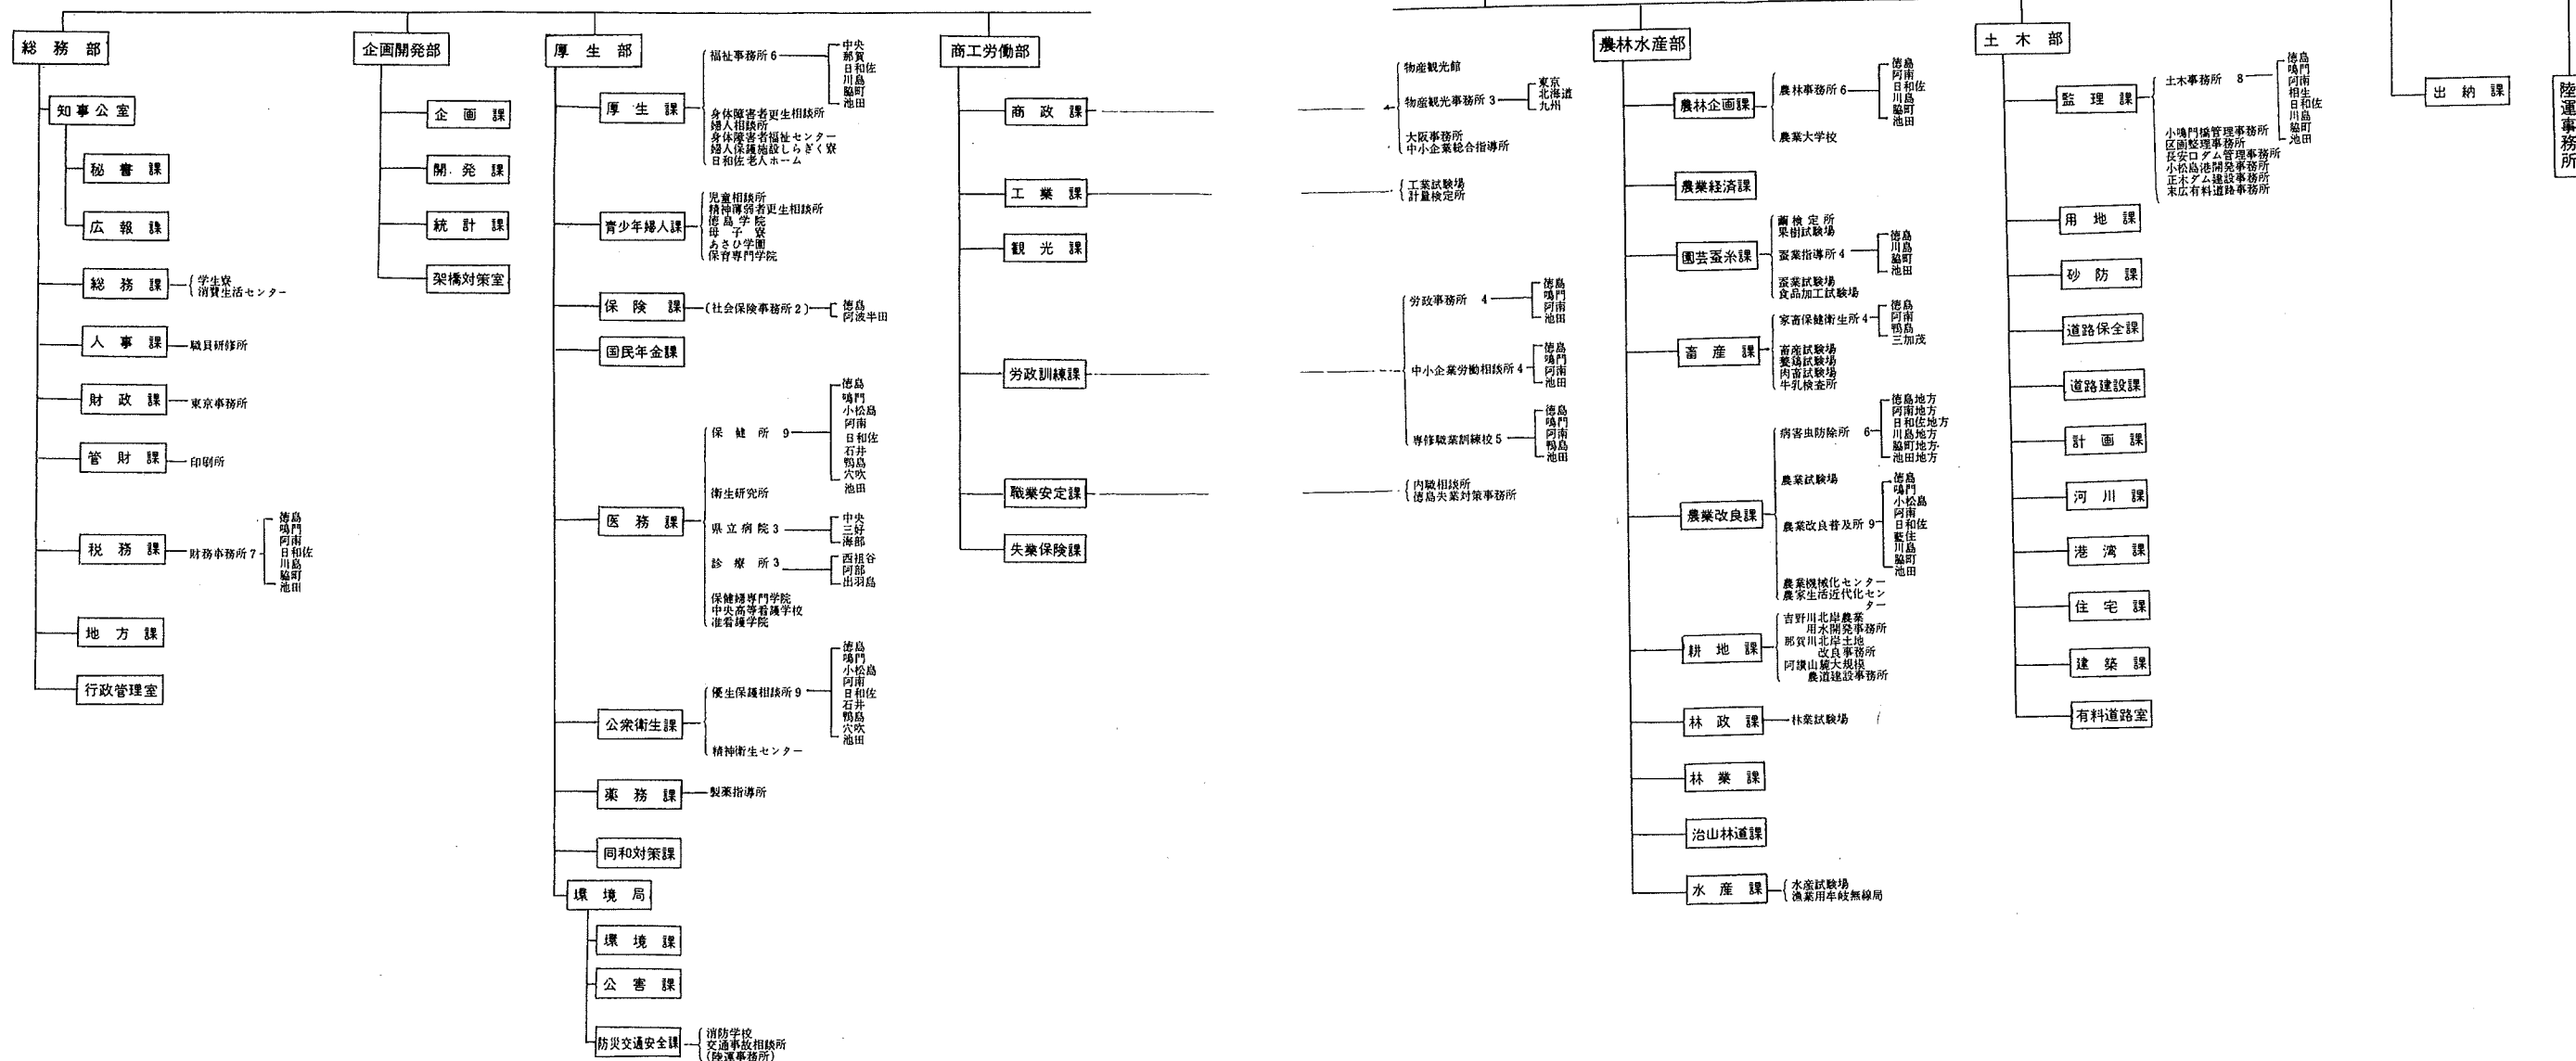 総務部
知事公室
秘書課
広報課
総務課
学生寮
消費生活センター
人事課
職員研修所
財政課
東京事務所
管財課
印刷所
税務課
財務事務所7
徳島
鳴門
阿南
日和佐
川島
脇町
池田
地方課
行政管理室
企画開発部
企画課
開発課
統計課
架橋対策室
厚生部
厚生課
福祉事務所6
中央
那賀
日和佐
川島
脇町
池田
身体障害者更生相談所
婦人相談所
身体障害者福祉センター
婦人保護施設しらぎく寮
日和佐老人ホーム
青少年婦人課
児童相談所
精神薄弱者更生相談所
徳島学院
母子寮
あさひ学園
保育専門学院
保険課
(社会保険事務所2)
徳島
阿波半田
国民年金課
医務課
保健所 9
徳島
鳴門
小松島
阿南
日和佐
石井
鴨島
穴吹
池田
衛生研究所
県立病院3
中央
三好
海部
診療所3
西祖谷
阿部
出羽島
保健婦専門学院
中央高等看護学校
准看護学院
公衆衛生課
優生保護相談所9
徳島
鳴門
小松島
阿南
日和佐
石井
鴨島
穴吹
池田
精神衛生センター
薬務課
製薬指導所
同和対策課
環境局
環境課
公害課
防災交通安全課
消防学校
交通事故相談所
(陸運事務所)
商工労働部
商政課
物産観光館
物産観光事務所3
東京
北海道
九州
大阪事務所
中小企業総合指導所
工業課
工業試験場
計量検定所
観光課
労政訓練課
労政事務所 4
徳島
鳴門
阿南
池田
中小企業労働相談所4
徳島
鳴門
阿南
池田
専修職業訓練校5
徳島
鳴門
阿南
鴨島
池田
職業安定課
内職相談所
徳島失業対策事務所
失業保険課
農林水産部
農林企画課
農林事務所6
徳島
阿南
日和佐
川島
脇町
池田
農業大学校
農業経済課
園芸蚕糸課
繭検定所
果樹試験場
蚕業指導所4
徳島
川島
脇町
池田
蚕業試験場
食品加工試験場
畜産課
家畜保健衛生所4
徳島
阿南
鴨島
三加茂
畜産試験場
養鶏試験場
肉畜試験場
牛乳検査所
農業改良課
病害虫防除所 6
徳島地方
阿南地方
日和佐地方
川島地方
脇町地方
池田地方
農業試験場
農業改良普及所9
徳島
鳴門
小松島
阿南
日和佐
藍住
川島
脇町
池田
農業機械化センター
農家生活近代化セン
ター
耕地課
吉野川北岸農業
用水開発事務所
那賀川北岸土地
改良事務所
阿讃山麓大規模
農道建設事務所
林政課
林業試験場
林業課
治山林道課
水産課
水産試験場
漁業用牟岐無線局
土木部
監理課
土木事務所 8
徳島
鳴門
阿南
相生
日和佐
川島
脇町
池田
小鳴門橋管理事務所
区画整理事務所
長安口ダム管理事務所
小松島港開発事務所
正木ダム建設事務所
末広有料道路事務所
用地課
砂防課
道路保全課
道路建設課
計画課
河川課
港湾課
住宅課
建築課
有料道路室
出納課
陸運事務所